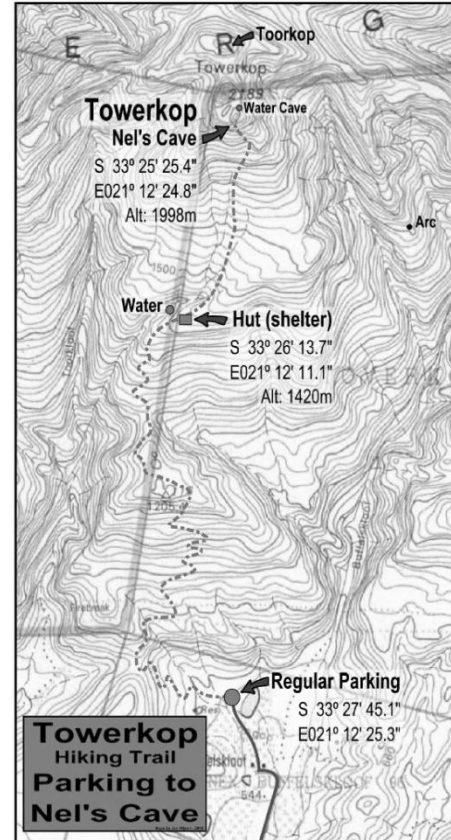 E
R
G
Toorkop
Towerkop
2189
Water Cave
Towerkop
Nel's Cave
S 33º 25' 25.4"
E021º 12' 24.8"
Alt: 1998m
Arc
1500
Water
Hut (shelter)
S 33º 26' 13.7"
E021º 12' 11.1"
Alt: 1420m
1205
Firebreak
Regular Parking
S 33º 27' 45.1"
E021º 12' 25.3"
544
Towerkop
Hiking Trail
Parking to
Nel's Cave